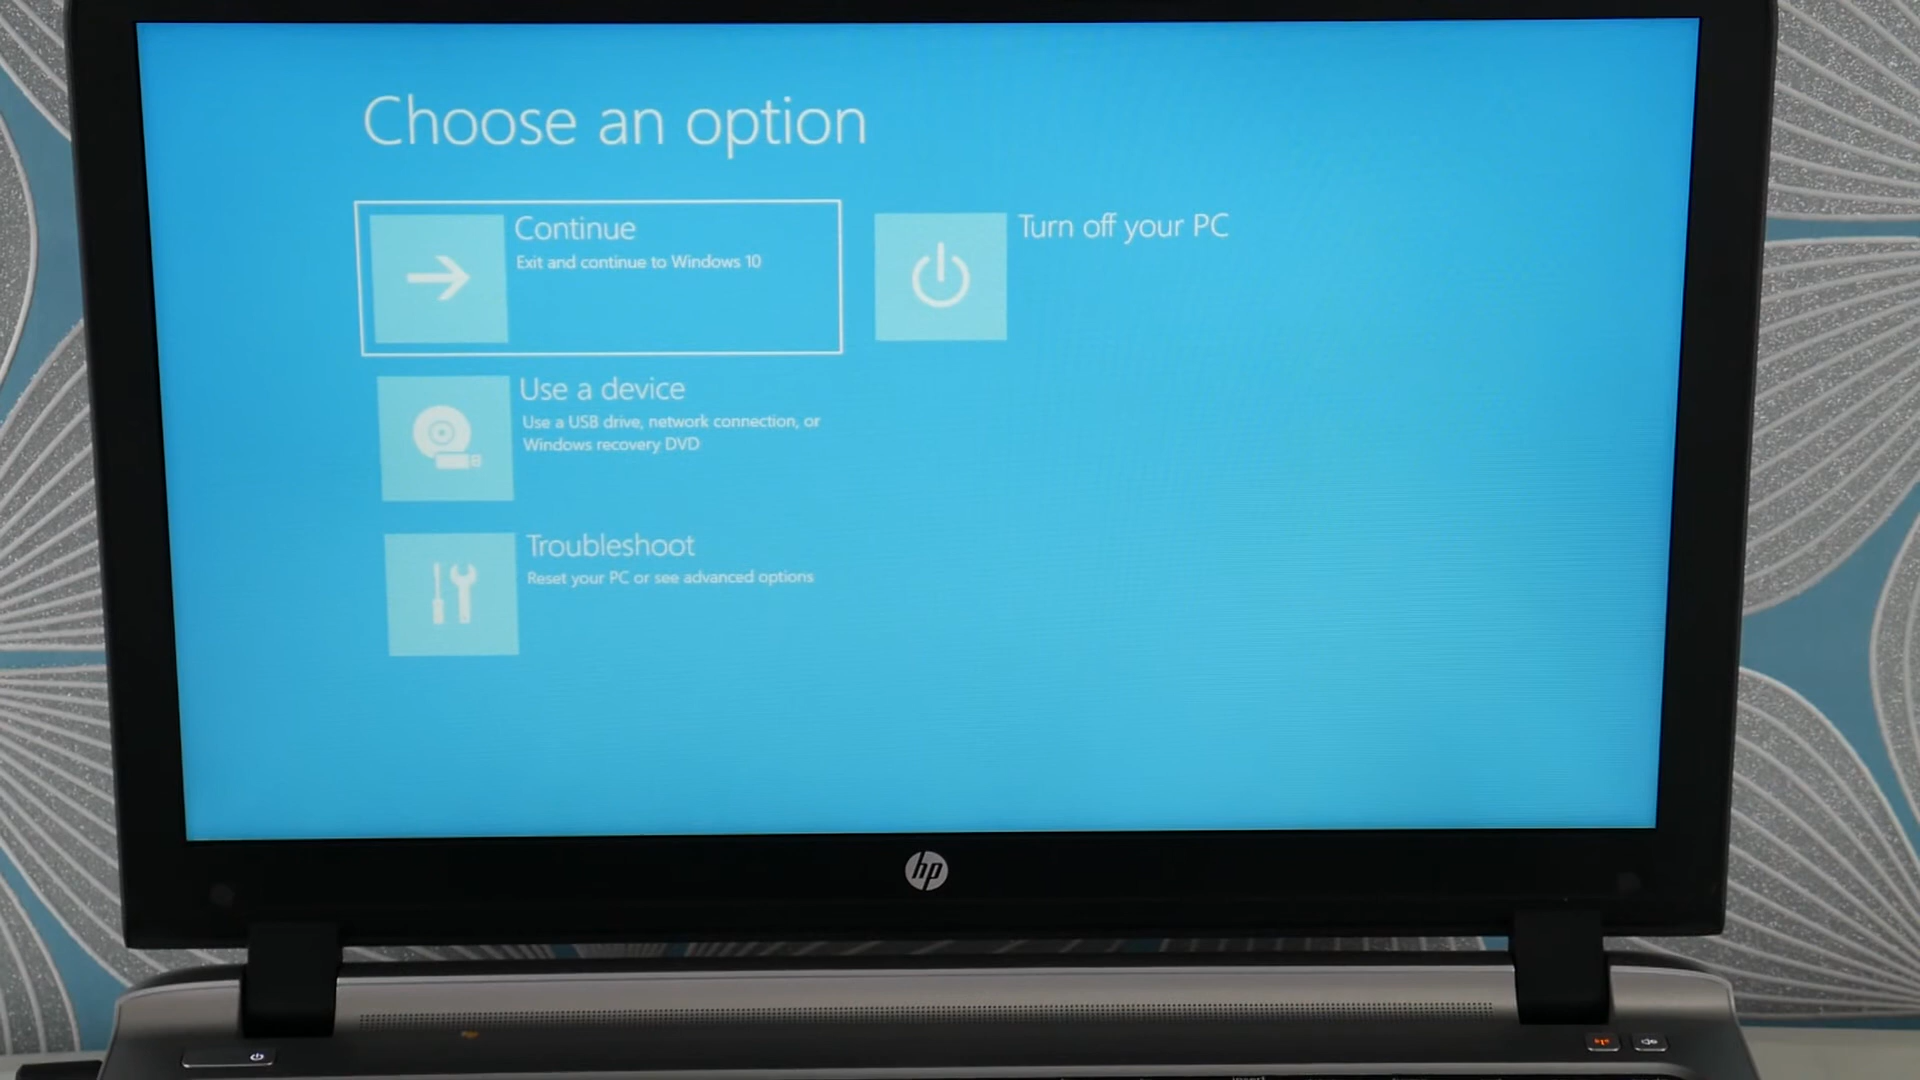 Choose an option
Continue
Exit and continue to Windows 10
Turn off your PC
Use a device
Use a USB drive, network connection, or
Windows recovery DVD
Troubleshoot
Reset your PC or see advanced options
hp
insert